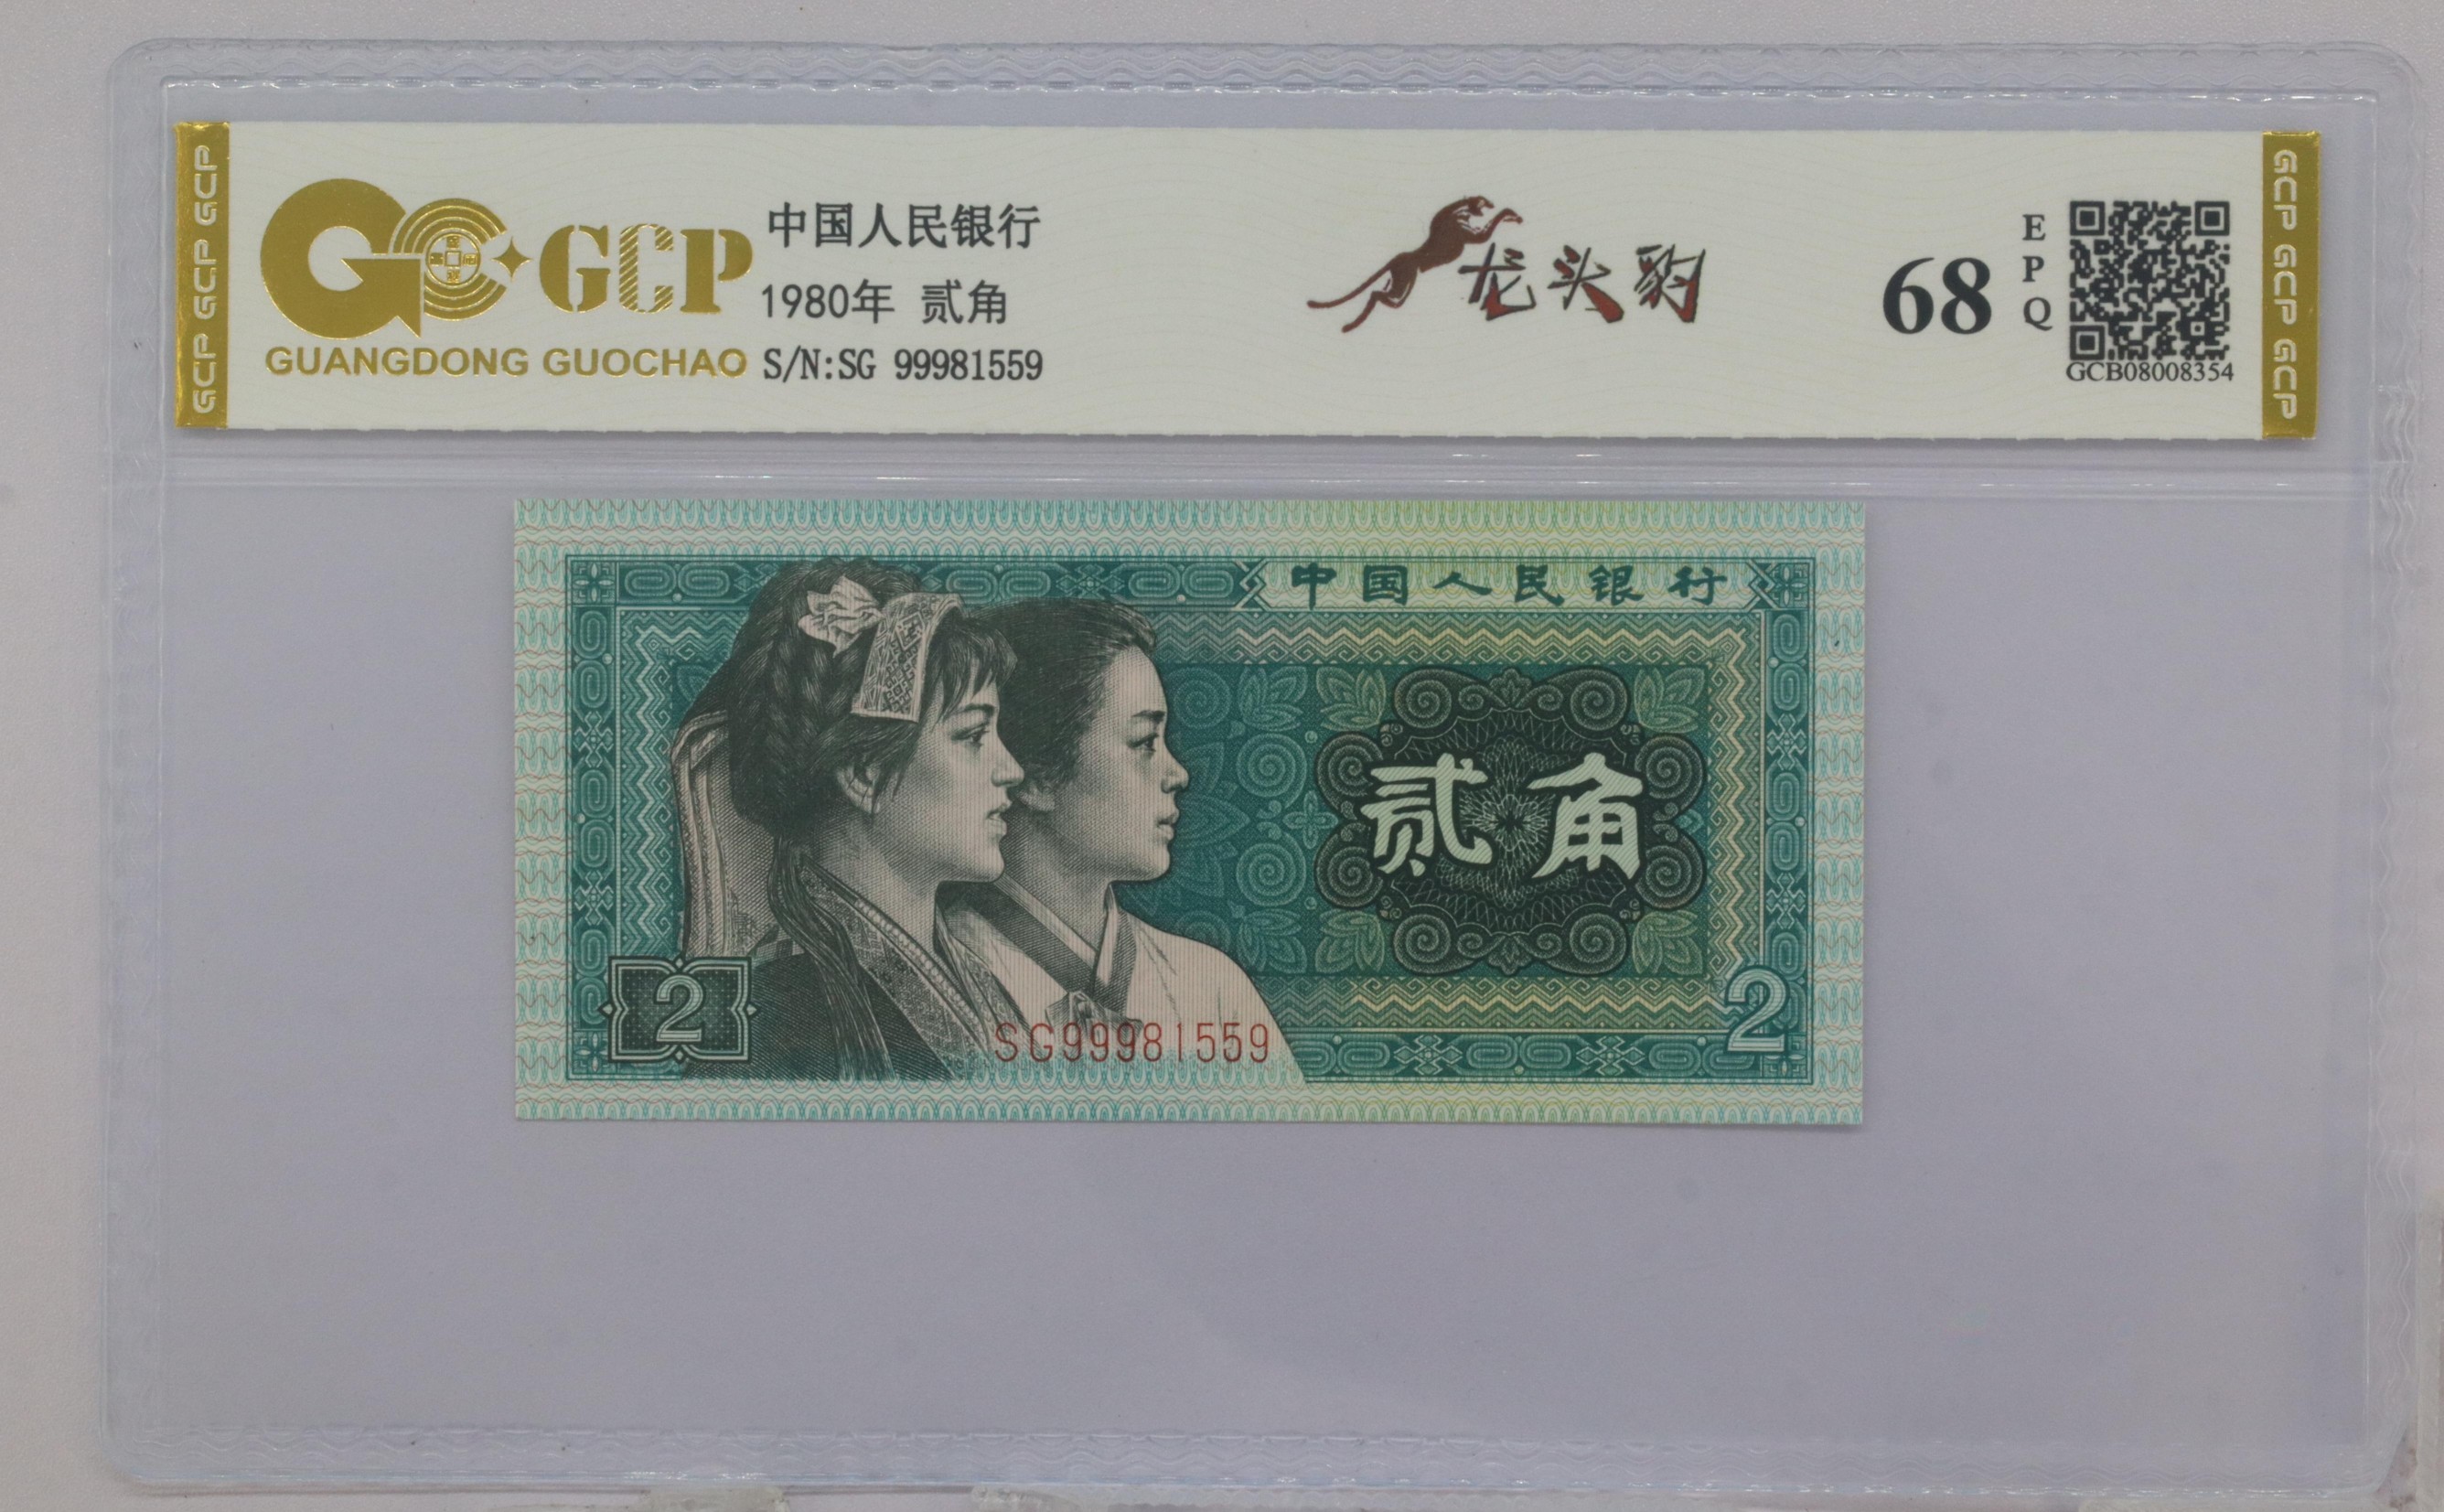 GCP GCP GCP
GCP
GUANGDONG GUOCHAO
中国人民银行
1980年 贰角
S/N:SG 99981559
龙头豹
68
E
P
Q
GCB08008354
GCP GCP GCP
中国人民银行
贰角
2
SG99981559
2